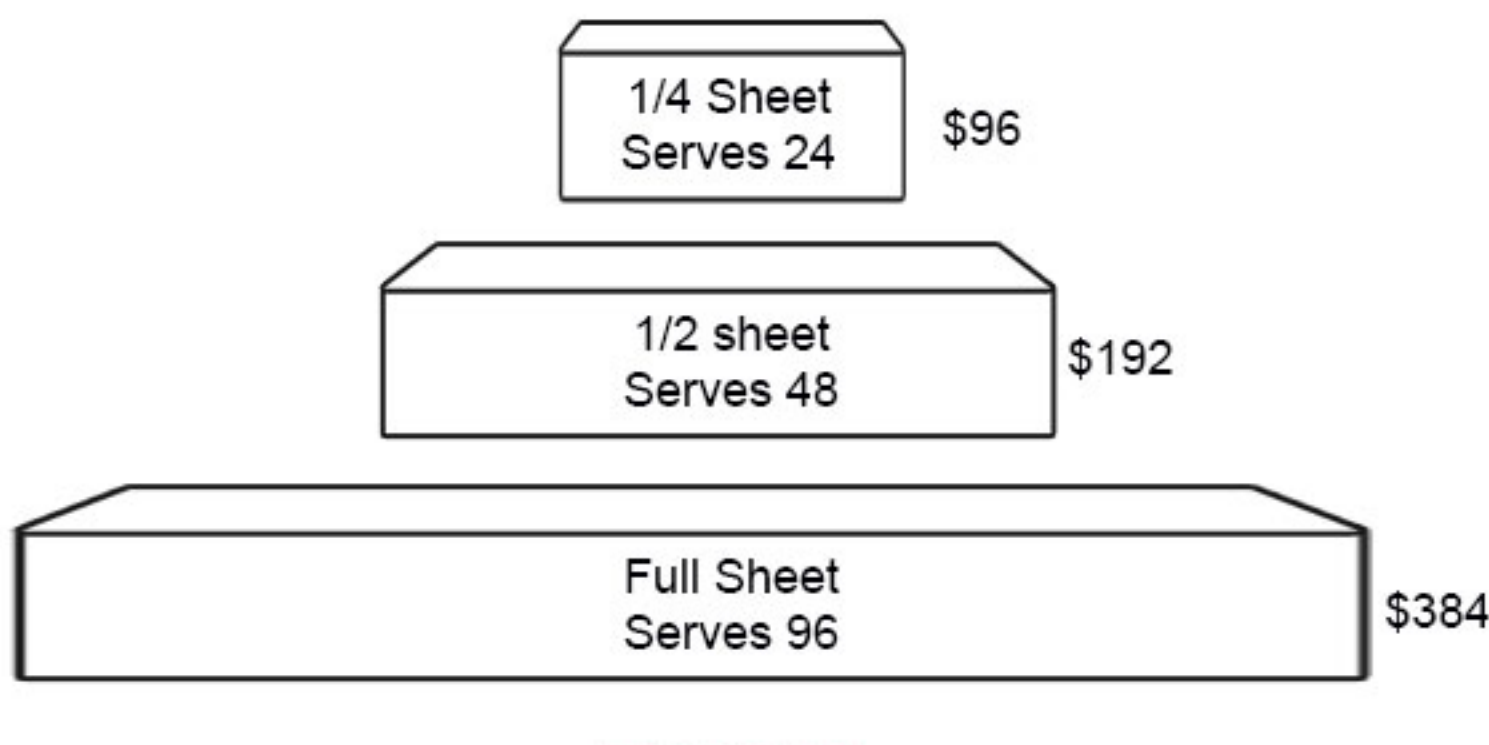 1/4 Sheet
Serves 24
$96
1/2 sheet
Serves 48
$192
Full Sheet
Serves 96
$384